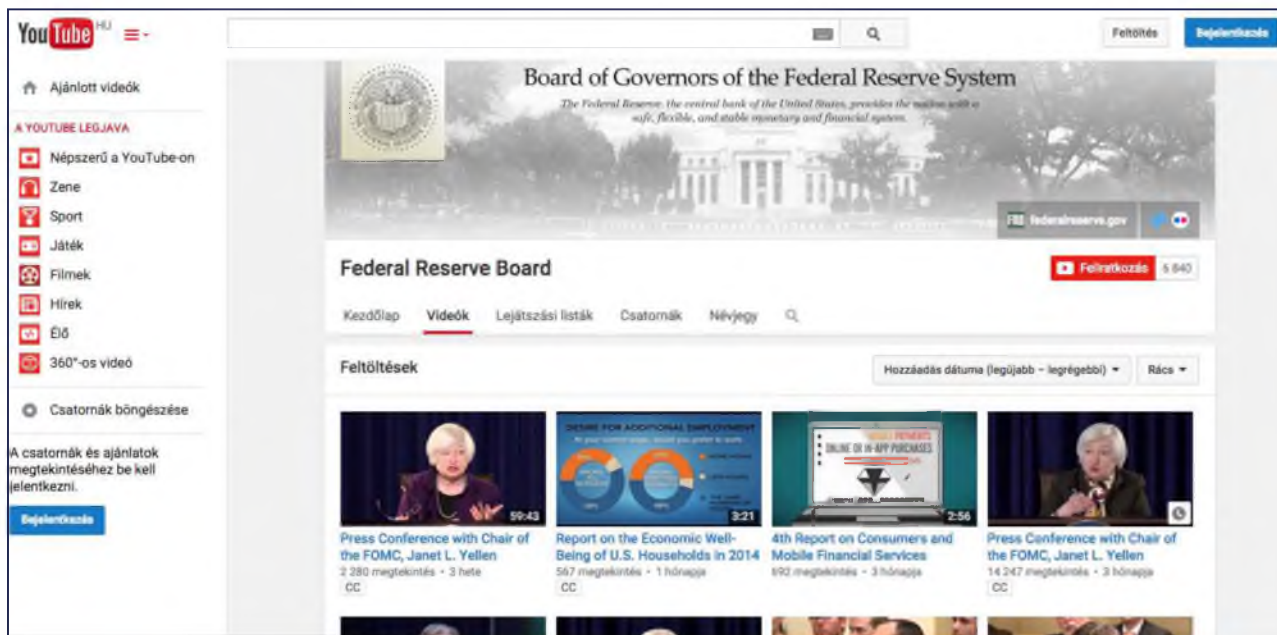 YouTube HU
Feltöltés
Bejelentkezés
Ajánlott videók
A YOUTUBE LEGJAVA
Népszerű a YouTube-on
Zene
Sport
Játék
Filmek
Hírek
Élő
360°-os videó
Csatornák böngészése
A csatornák és ajánlatok
megtekintéséhez be kell
jelentkezni.
Bejelentkezés
Board of Governors of the Federal Reserve System
The Federal Reserve, the central bank of the United States, provides the nation with a
safe, flexible, and stable monetary and financial system.
federalreserve.gov
Federal Reserve Board
Feliratkozás 6 840
Kezdőlap Videók Lejátszási listák Csatornák Névjegy
Feltöltések
Hozzáadás dátuma (legújabb – legrégebbi) Rács
59:43
Press Conference with Chair of
the FOMC, Janet L. Yellen
2 280 megtekintés • 3 hete
CC
DESIRE FOR ADDITIONAL EMPLOYMENT
3:21
Report on the Economic Well-
Being of U.S. Households in 2014
567 megtekintés • 1 hónapja
CC
PAYMENTS
ONLINE OR IN-APP PURCHASES
2:56
4th Report on Consumers and
Mobile Financial Services
692 megtekintés • 3 hónapja
Press Conference with Chair of
the FOMC, Janet L. Yellen
14 247 megtekintés • 3 hónapja
CC